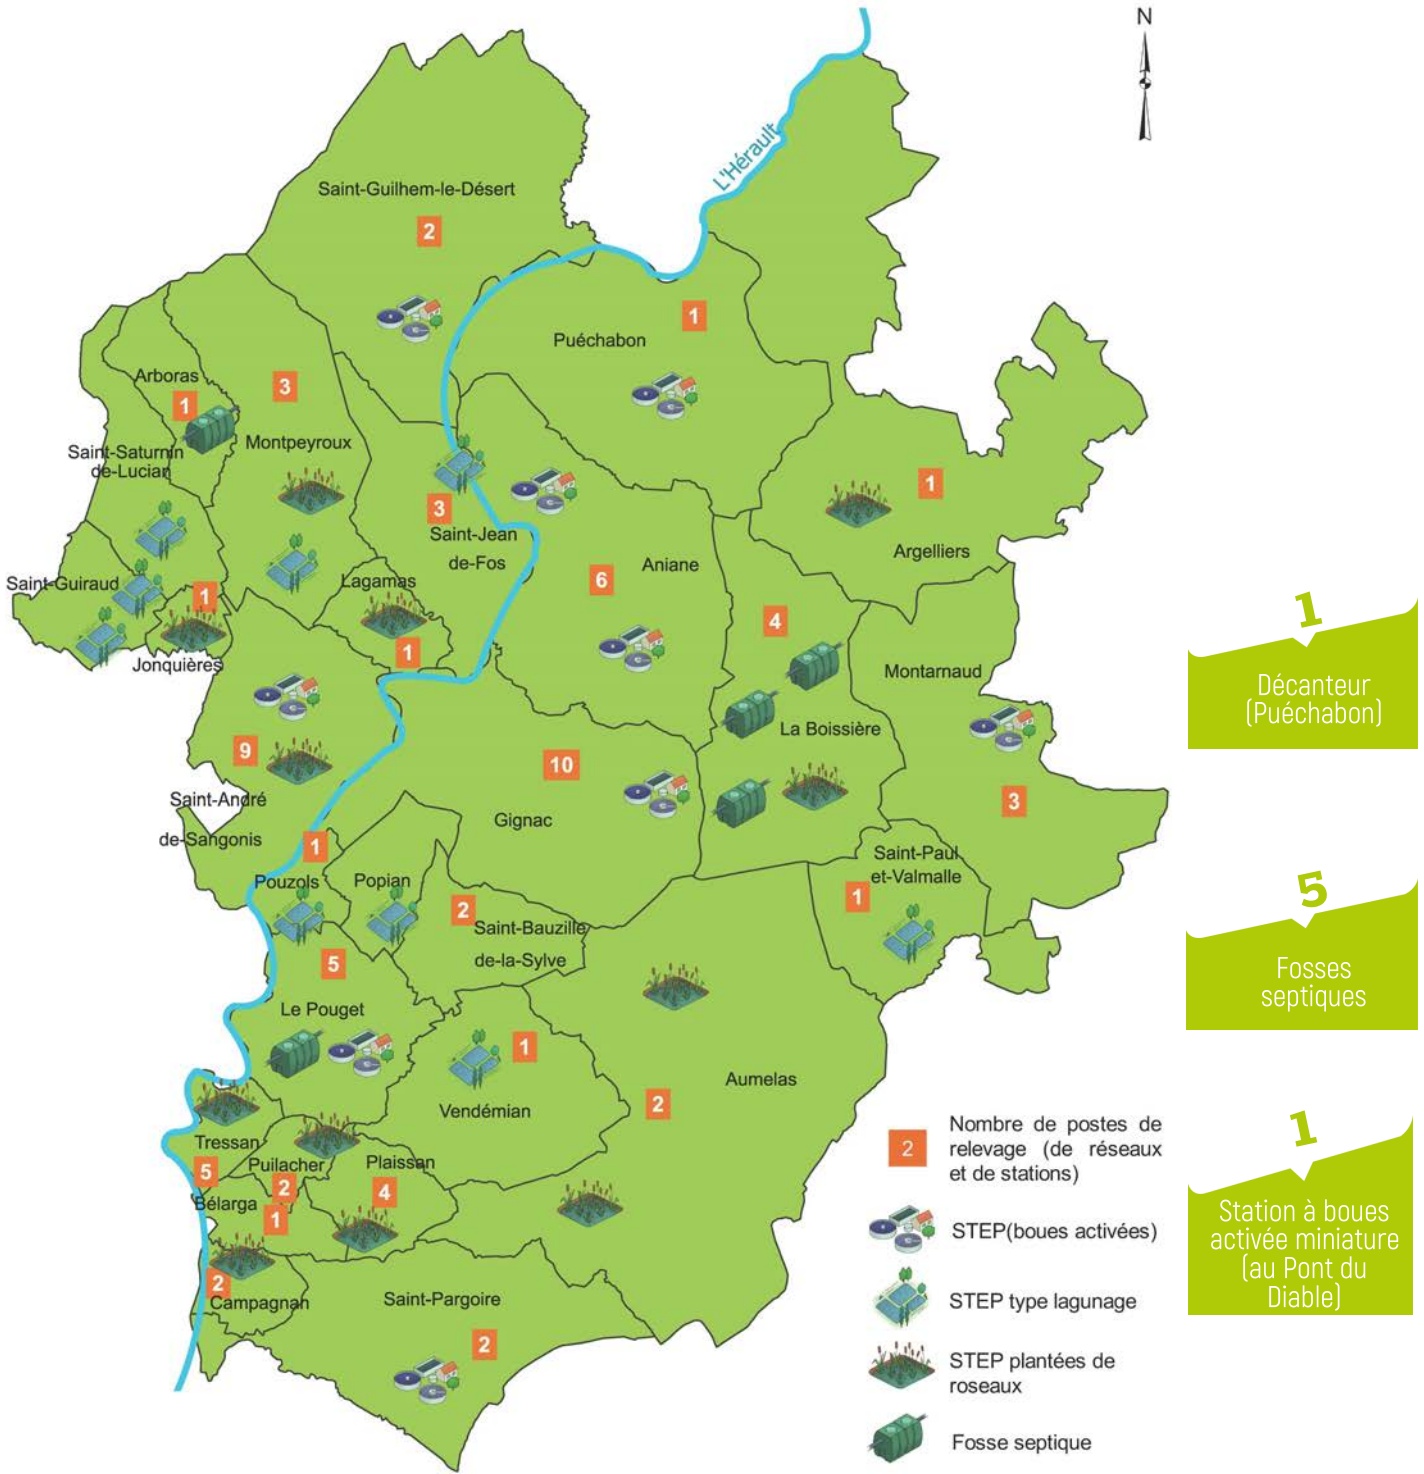 N
L'Hérault
Saint-Guilhem-le-Désert
2
1
Puéchabon
Arboras
1
3
Montpeyroux
Saint-Saturnin
de-Lucian
3
Saint-Jean
de-Fos
1
Argelliers
6
Aniane
Saint-Guiraud
1
Jonquières
Lagamas
1
4
La Boissière
Montarnaud
3
9
Saint-André
de-Sangonis
10
Gignac
1
Pouzols
Popian
2
Saint-Bauzille
de-la-Sylve
Saint-Paul
et-Valmalle
1
5
Le Pouget
1
Vendémian
Aumelas
2
Tressan
5
Puilacher
2
Plaissan
4
Bélarga
1
2
Campagnan
Saint-Pargoire
2
2
Nombre de postes de
relevage (de réseaux
et de stations)
STEP(boues activées)
STEP type lagunage
STEP plantées de
roseaux
Fosse septique
1
Décanteur
(Puéchabon)
5
Fosses
septiques
1
Station à boues
activée miniature
(au Pont du
Diable)